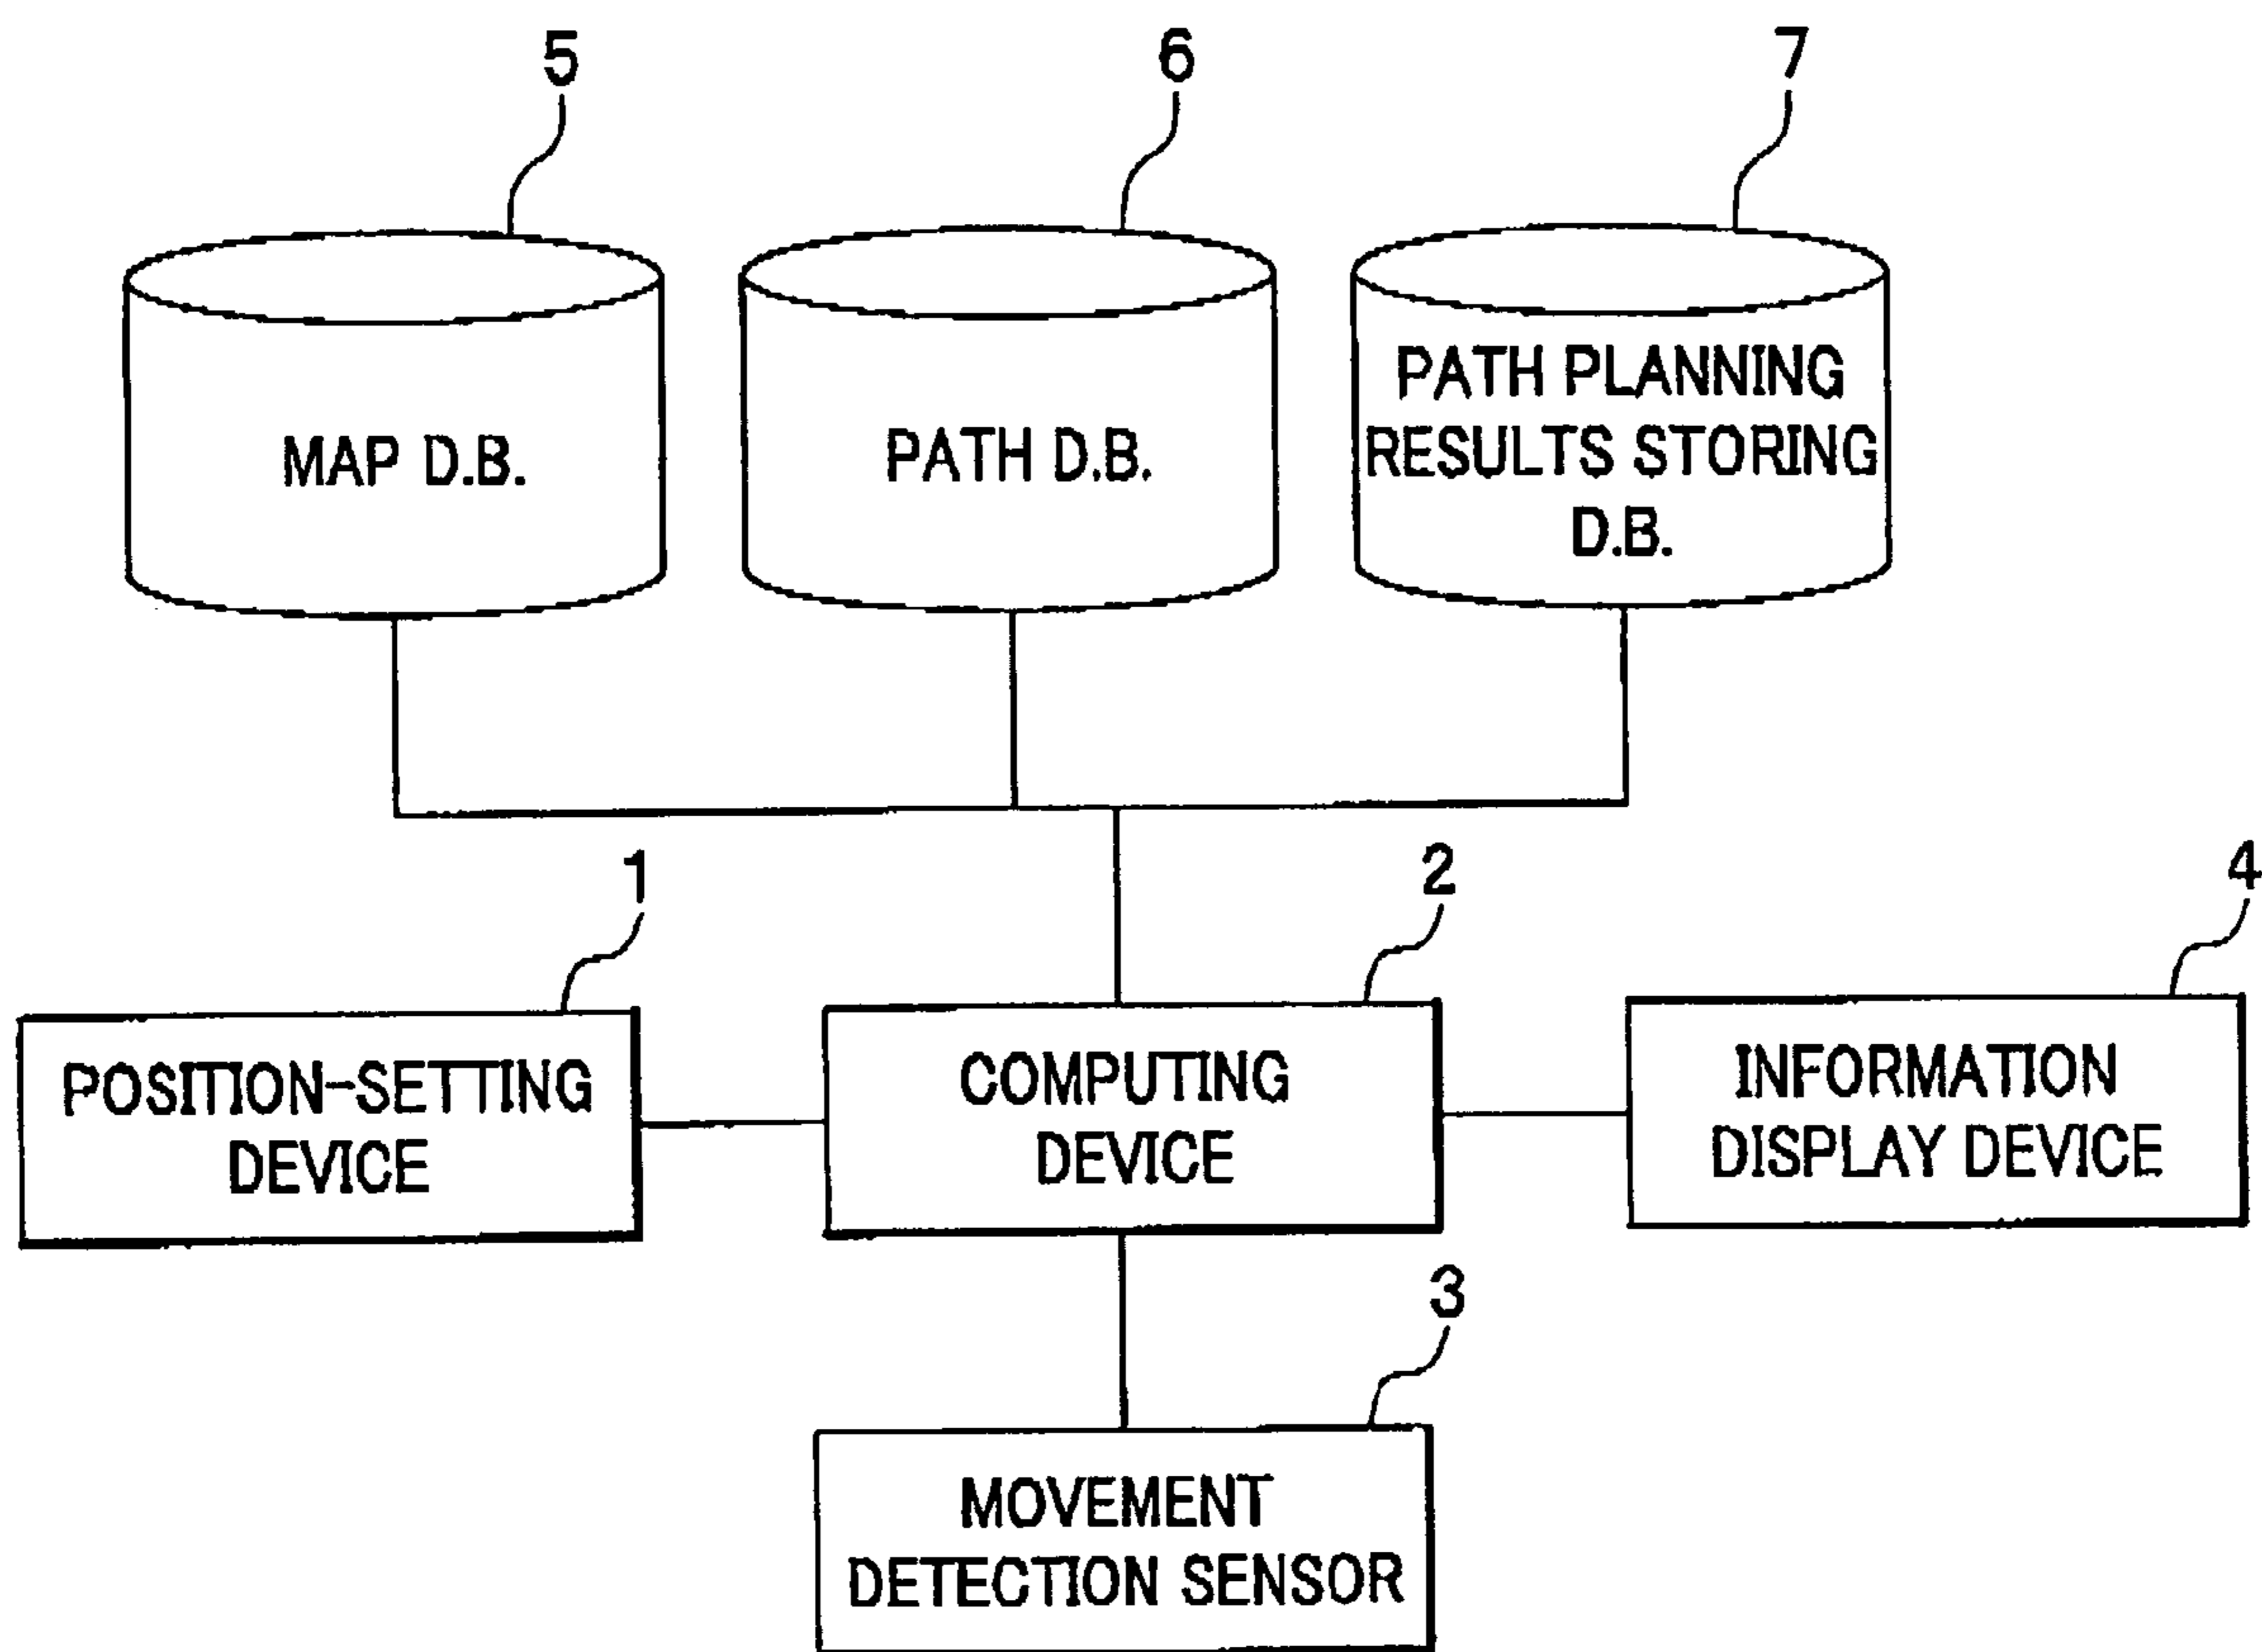 5
6
7
MAP D.B.
PATH D.B.
PATH PLANNING
RESULTS STORING
D.B.
1
2
4
POSITION-SETTING
DEVICE
COMPUTING
DEVICE
INFORMATION
DISPLAY DEVICE
3
MOVEMENT
DETECTION SENSOR